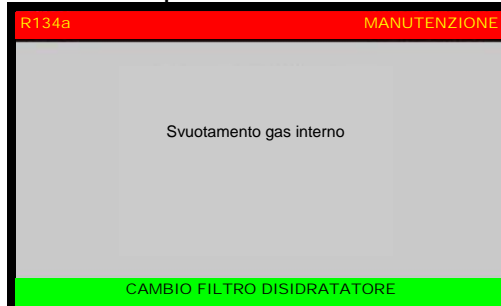 R134a MANUTENZIONE
Svuotamento gas interno
CAMBIO FILTRO DISIDRATATORE